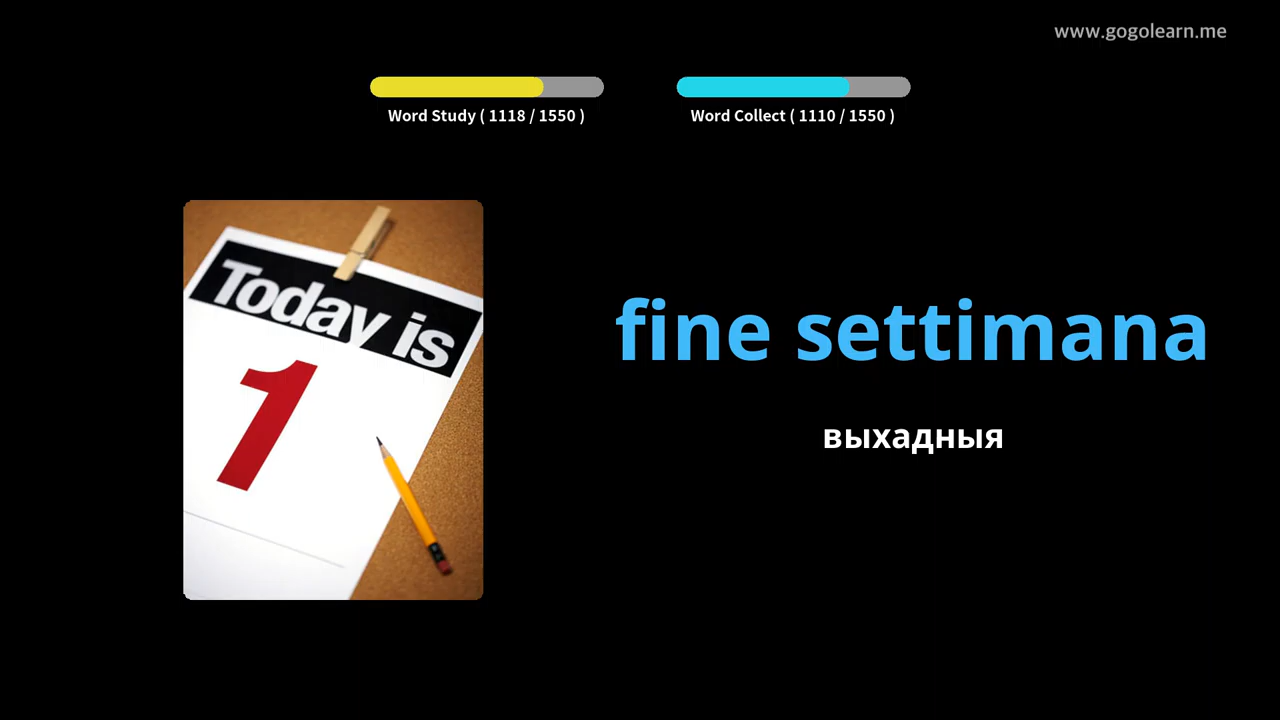 www.gogolearn.me
Word Study ( 1118 / 1550 )
Word Collect ( 1110 / 1550 )
Today is
1
fine settimana
выхадныя